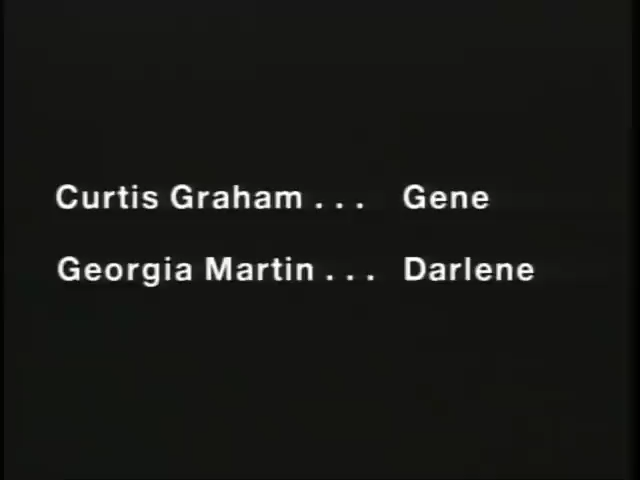 Curtis Graham . . . Gene
Georgia Martin . . . Darlene